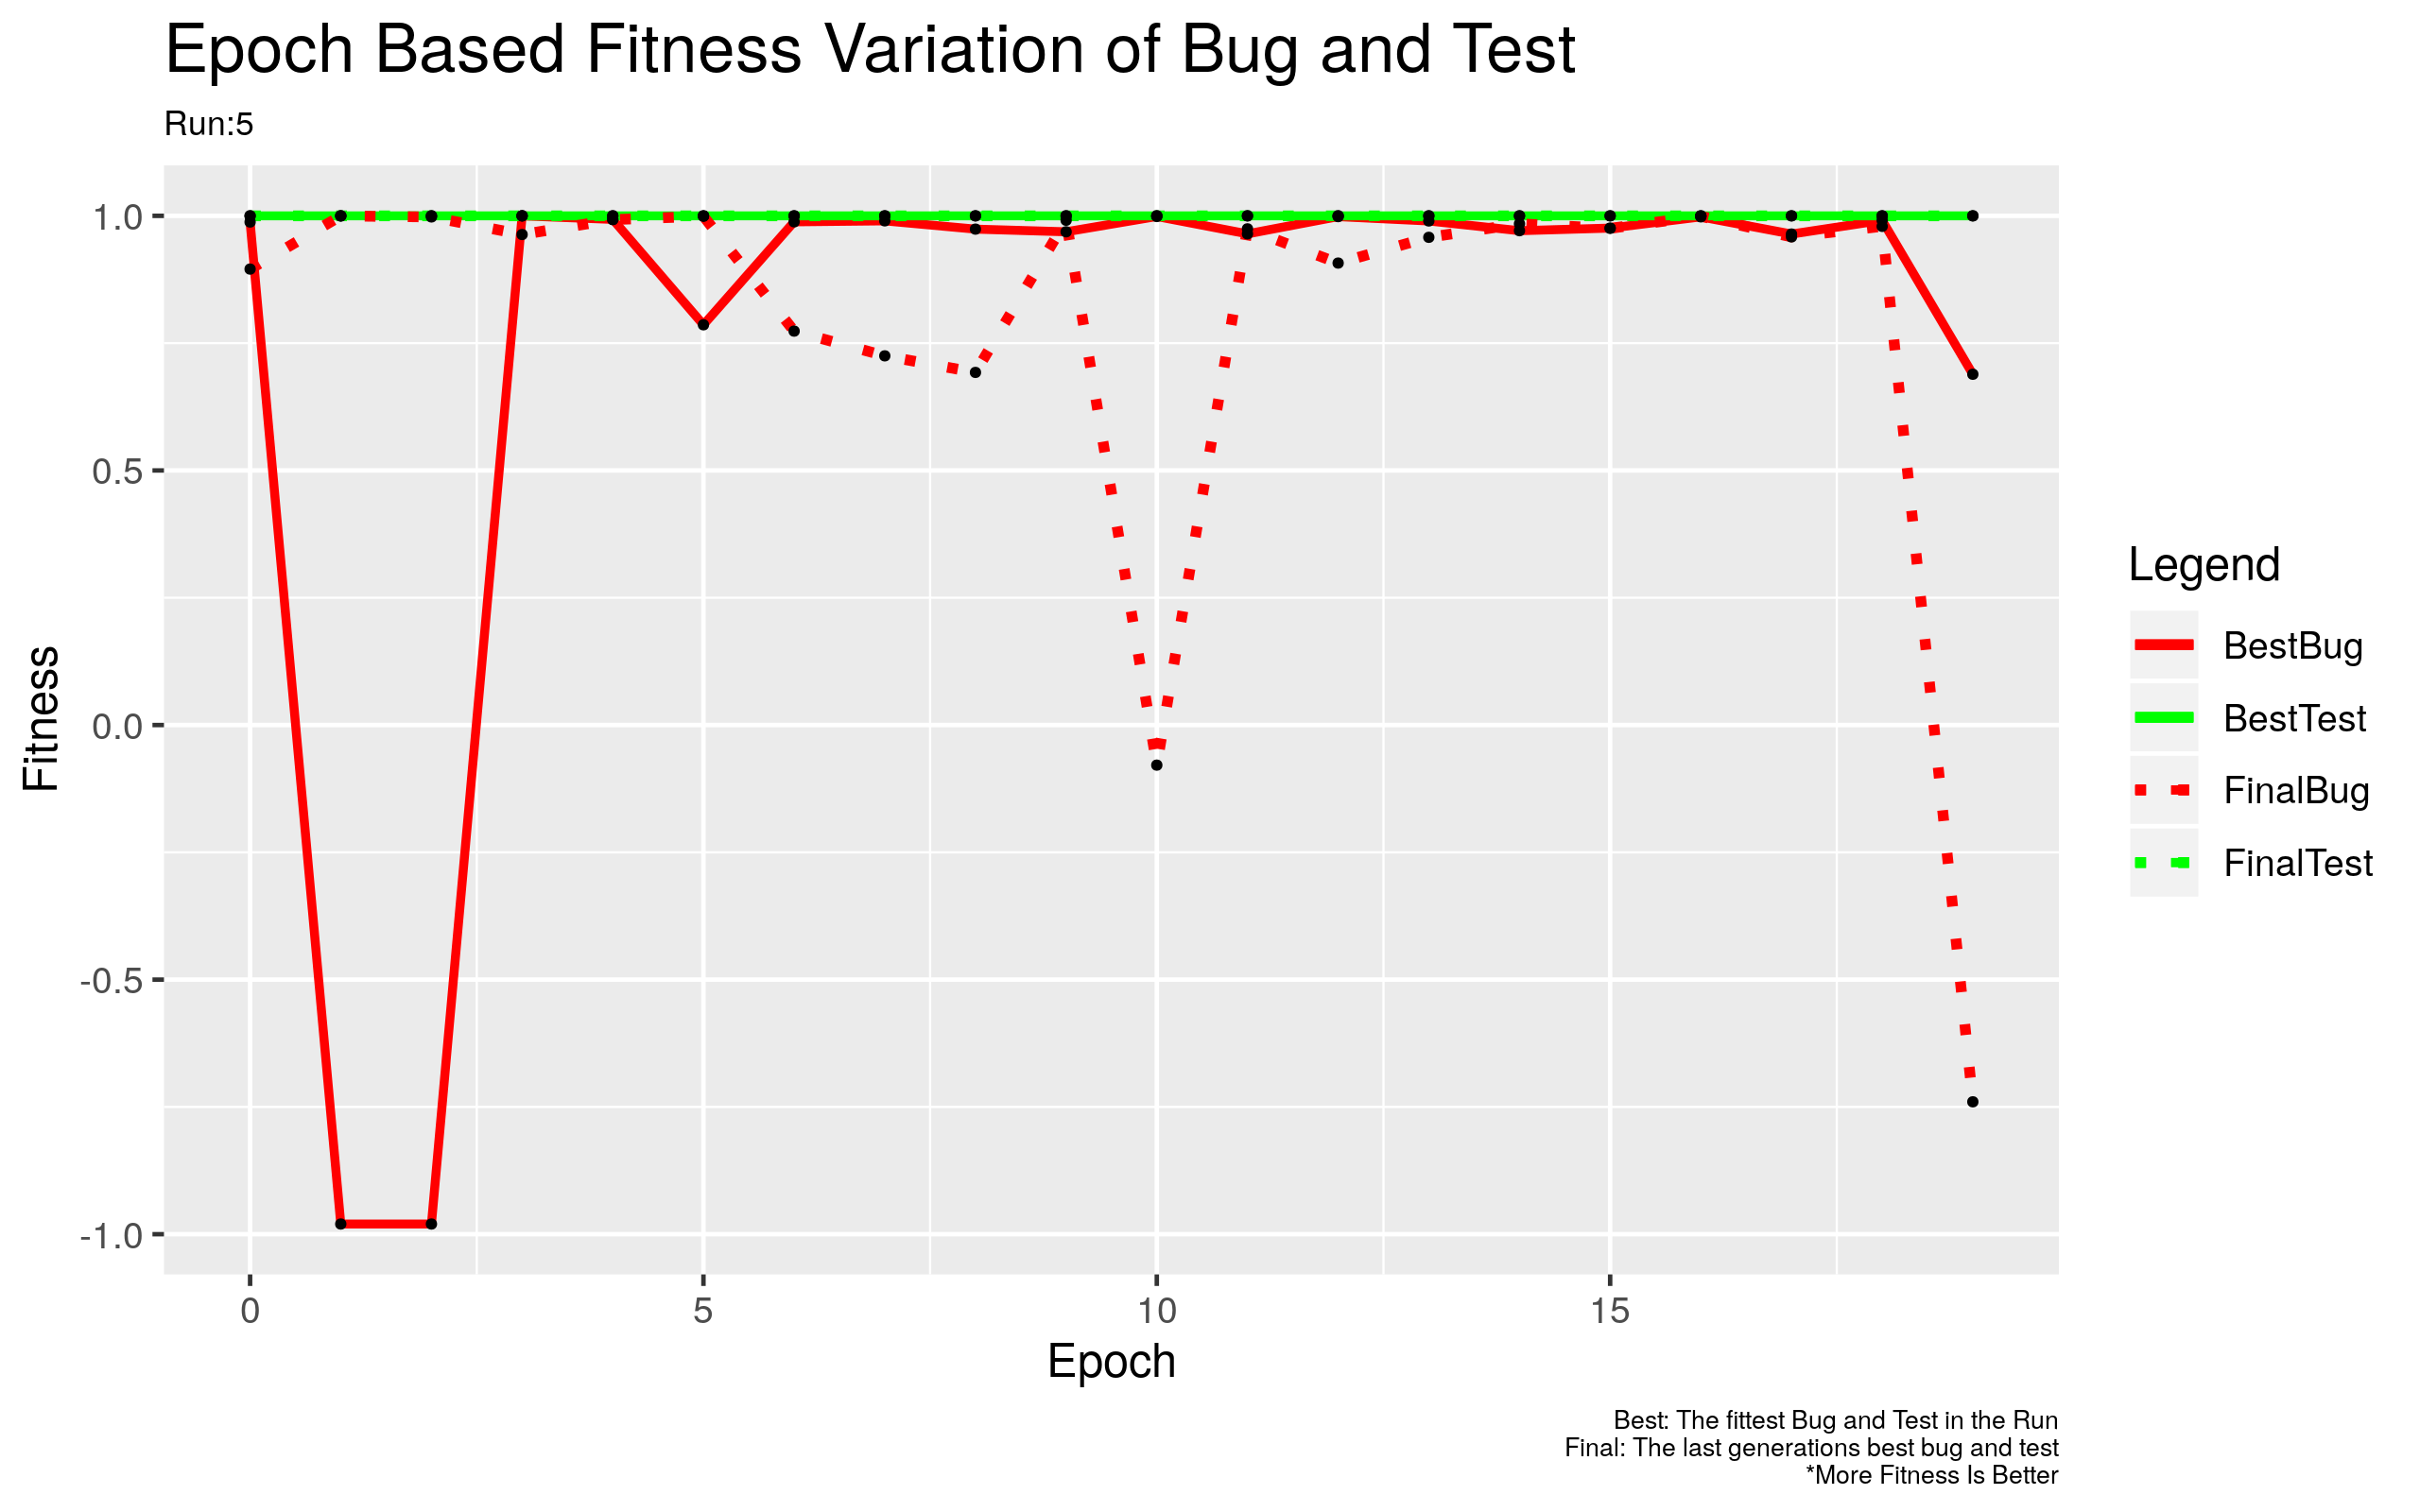 Epoch Based Fitness Variation of Bug and Test
Run:5
1.0
0.5
0.0
-0.5
-1.0
Fitness
0
5
10
15
Epoch
Legend
BestBug
BestTest
FinalBug
FinalTest
Best: The fittest Bug and Test in the Run
Final: The last generations best bug and test
*More Fitness Is Better